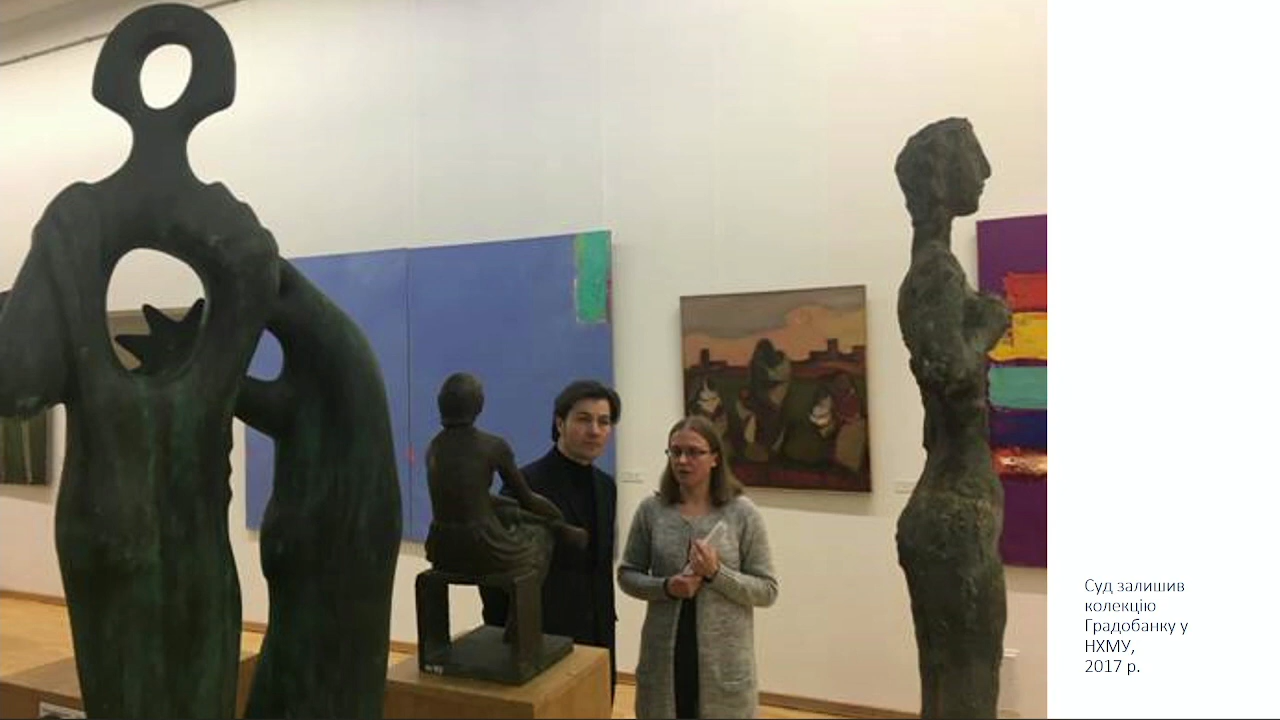 Суд залишив
колекцію
Градобанку у
НХМУ,
2017 р.